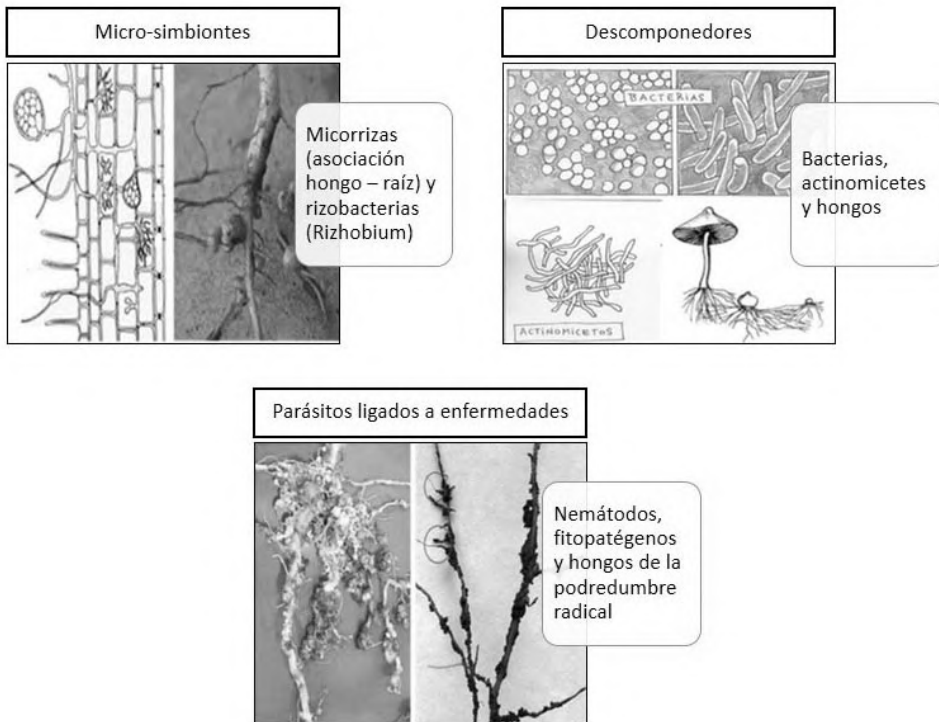 Micro-simbiontes
Micorrizas
(asociación
hongo – raíz) y
rizobacterias
(Rizhobium)
Descomponedores
BACTERIAS
Bacterias,
actinomicetes
y hongos
ACTINOMICETOS
Parásitos ligados a enfermedades
Nemátodos,
fitopatégenos
y hongos de la
podredumbre
radical